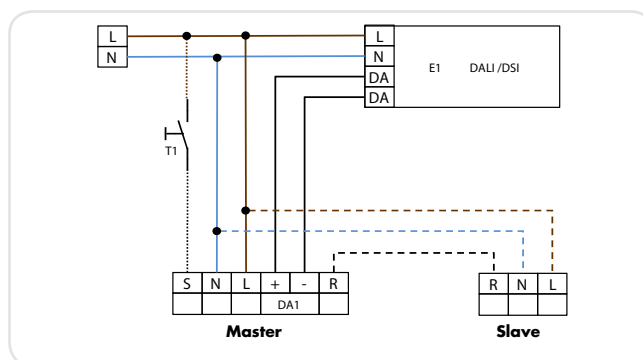 L
N
L
N
DA
DA
E1 DALI /DSI
T1
S N L + - R
DA1
R N L
Master
Slave